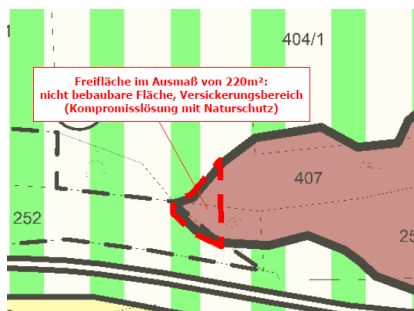 404/1
Freifläche im Ausmaß von 220m²:
nicht bebaubare Fläche, Versickerungsbereich
(Kompromisslösung mit Naturschutz)
407
252